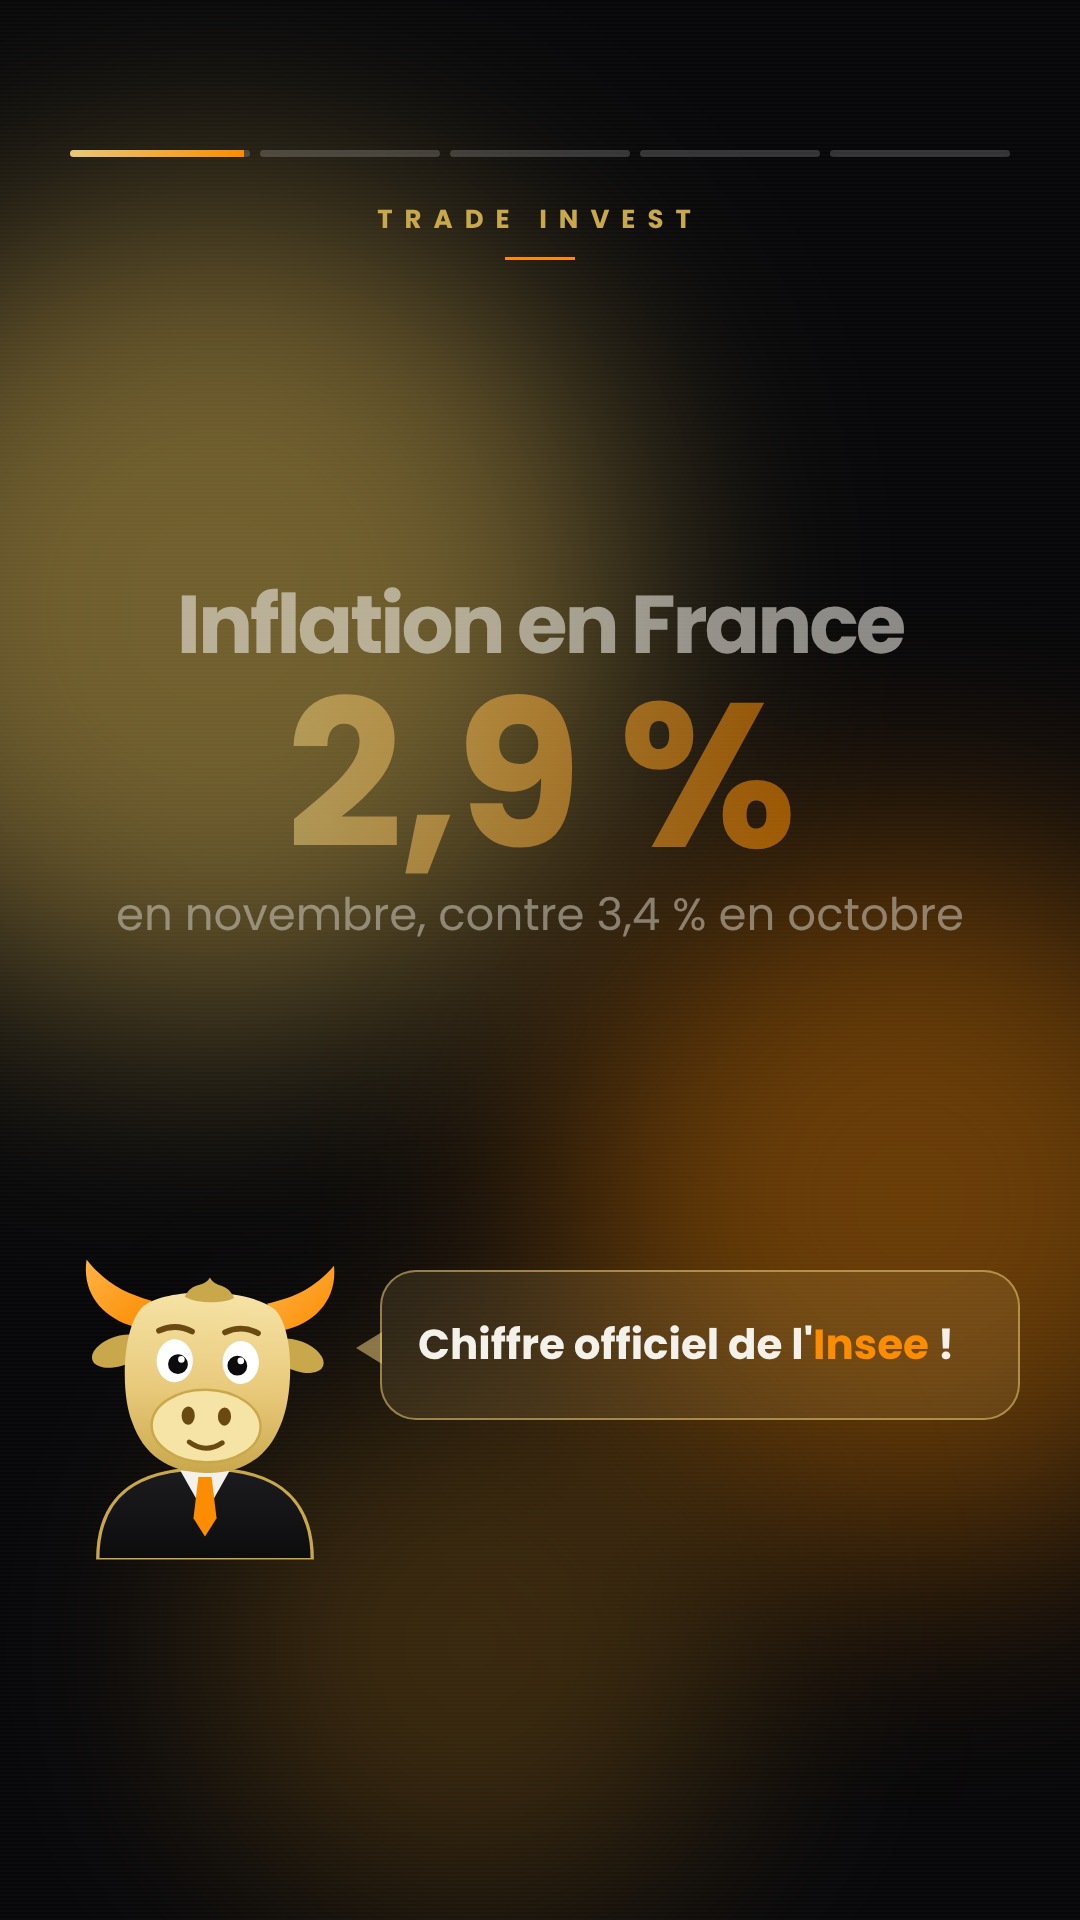 TRADE INVEST
Inflation en France
2,9 %
en novembre, contre 3,4 % en octobre
Chiffre officiel de l'Insee !